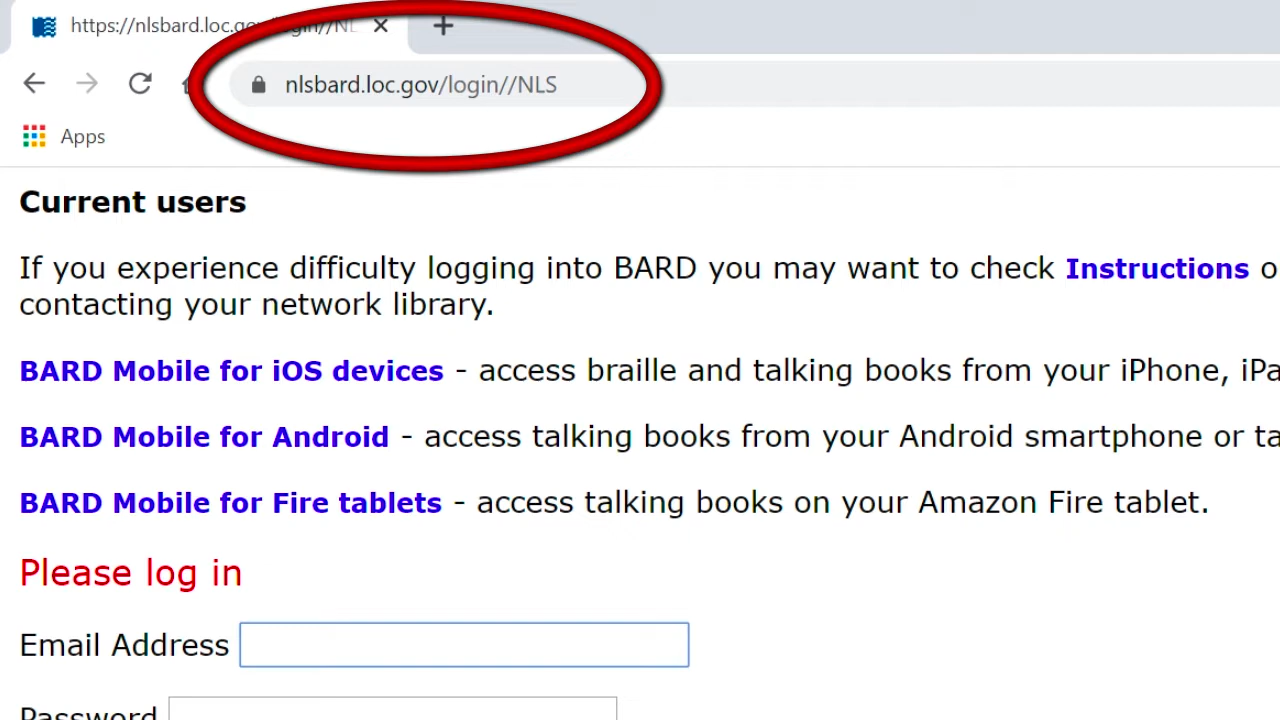 https://nlsbard.loc.gov/login//NL
nlsbard.loc.gov/login//NLS
Apps
Current users
If you experience difficulty logging into BARD you may want to check Instructions o
contacting your network library.
BARD Mobile for iOS devices - access braille and talking books from your iPhone, iPa
BARD Mobile for Android - access talking books from your Android smartphone or ta
BARD Mobile for Fire tablets - access talking books on your Amazon Fire tablet.
Please log in
Email Address
Password